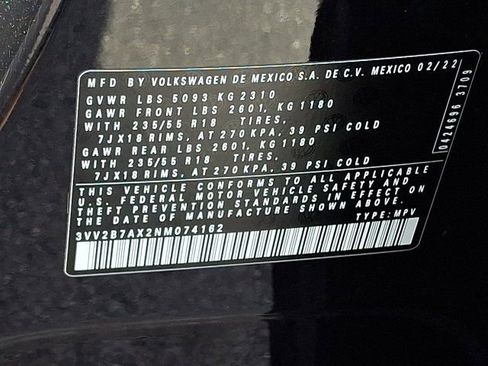 MFD. BY VOLKSWAGEN DE MEXICO S.A. DE C.V. MEXICO 02/22
GVWR LBS 5093 KG 2310
GAWR FRONT LBS 2601, KG 1180
WITH 235/55 R18 TIRES,
7JX18 RIMS, AT 270 KPA, 39 PSI COLD
GAWR REAR LBS 2601, KG 1180
WITH 235/55 R18 TIRES,
7JX18 RIMS, AT 270 KPA, 39 PSI COLD
THIS VEHICLE CONFORMS TO ALL APPLICABLE
U.S. FEDERAL MOTOR VEHICLE SAFETY AND
THEFT PREVENTION STANDARDS IN EFFECT ON
THE DATE OF MANUFACTURE SHOWN ABOVE.
3VV2B7AX2NM074162 TYPE: MPV
0424696 3709